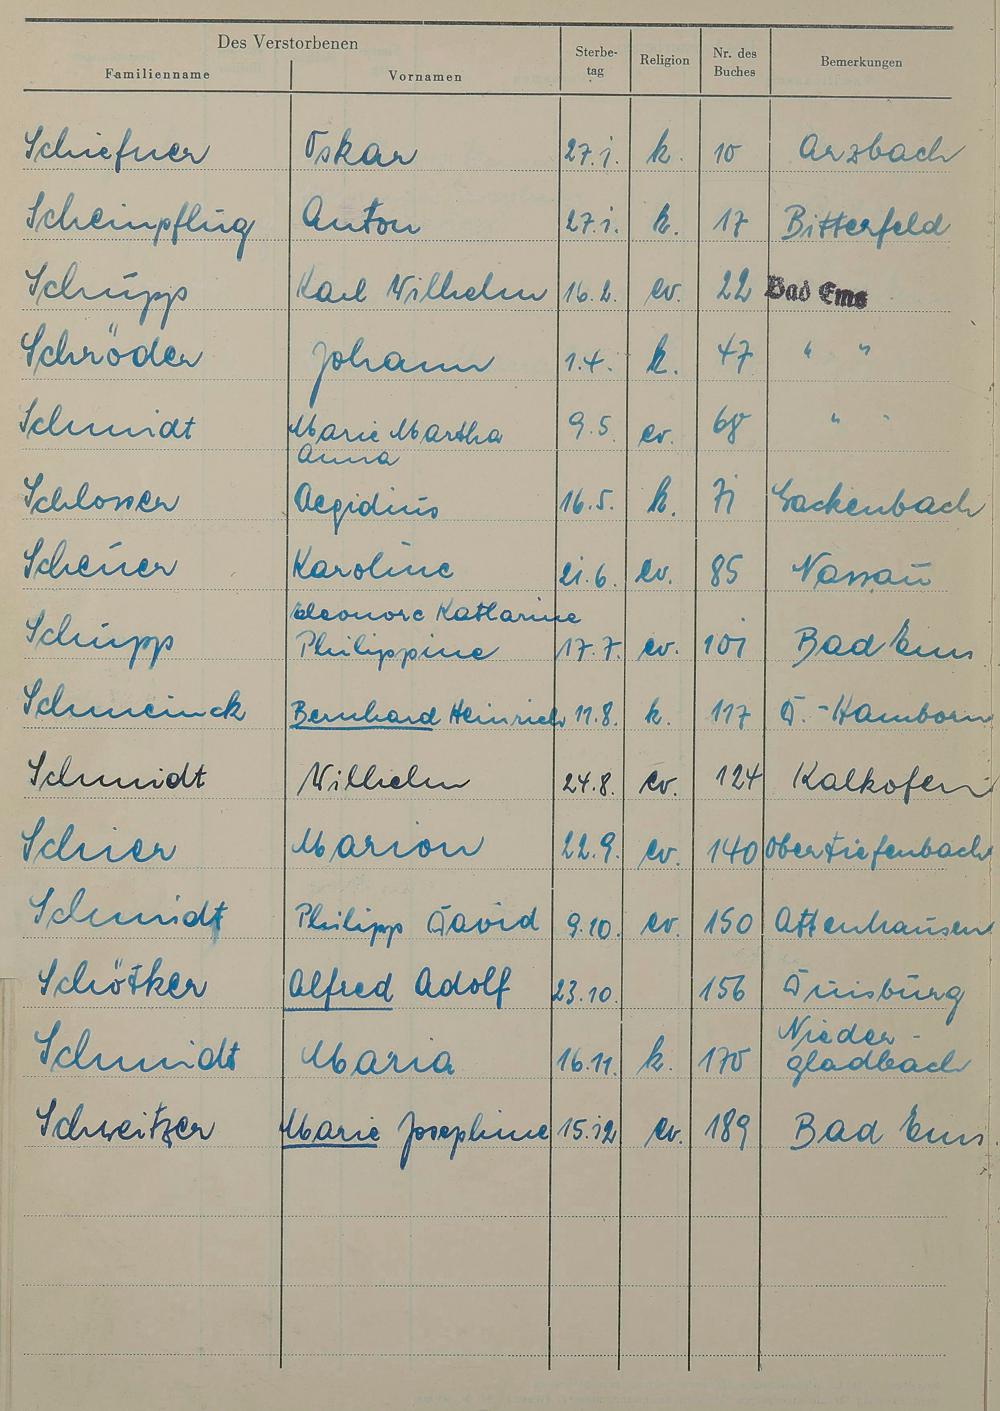 Des Verstorbenen
Familienname Vornamen Sterbe-tag Religion Nr. des Buches Bemerkungen
Schiefner Oskar 27.1. k. 10 Arzbach
Scheinpflug Anton 27.1. k. 17 Bitterfeld
Schupp Karl Wilhelm 16.2. ev. 22 Bad Ems
Schröder Johann 1.4. k. 47 " "
Schmidt Marie Martha Anna 9.5. ev. 68 " "
Schlosser Aegidius 16.5. k. 71 Gackenbach
Scheuer Karoline 21.6. ev. 85 Nassau
Schupp Eleonore Katharine Philippine 17.7. ev. 101 Bad Ems
Schmeinck Bernhard Heinrich 11.8. k. 117 D.-Hamborn
Schmidt Wilhelm 24.8. ev. 124 Kalkofen
Schier Marion 22.9. ev. 140 Obertiefenbach
Schmidt Philipp David 9.10. ev. 150 Attenhausen
Schötker Alfred Adolf 23.10. 156 Duisburg
Schmidt Maria 16.11. k. 170 Nieder-gladbach
Schweitzer Marie Josephine 15.12 ev. 189 Bad Ems.